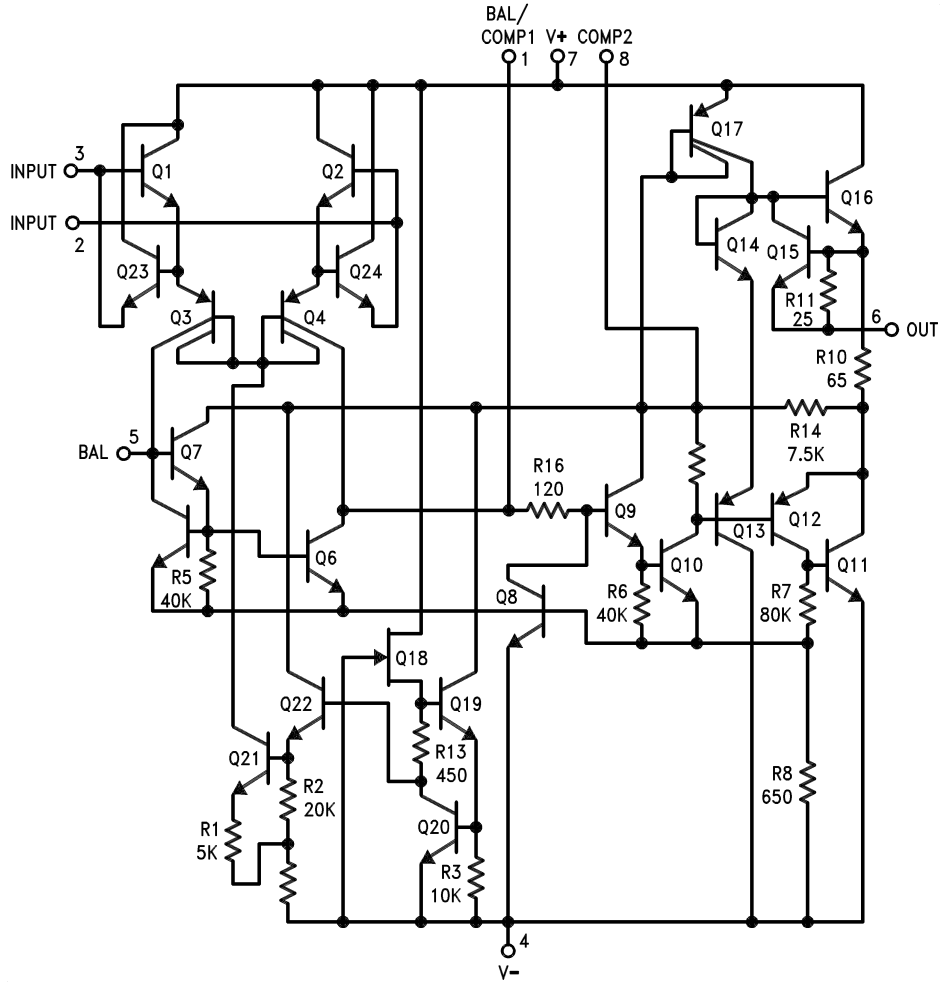 BAL/
COMP1 V+ COMP2
1 7 8
Q17
3
INPUT Q1 Q2
Q16
INPUT
2
Q14 Q15
Q23 Q24
R11
25
6
OUT
Q3 Q4
R10
65
5
BAL Q7
R14
7.5K
R16
120
Q9 Q13 Q12
Q6 Q10 Q11
R5
40K
Q8
R6
40K
R7
80K
Q18
Q22 Q19
Q21
R13
450
R2
20K
R8
650
R1
5K
Q20
R3
10K
4
V-